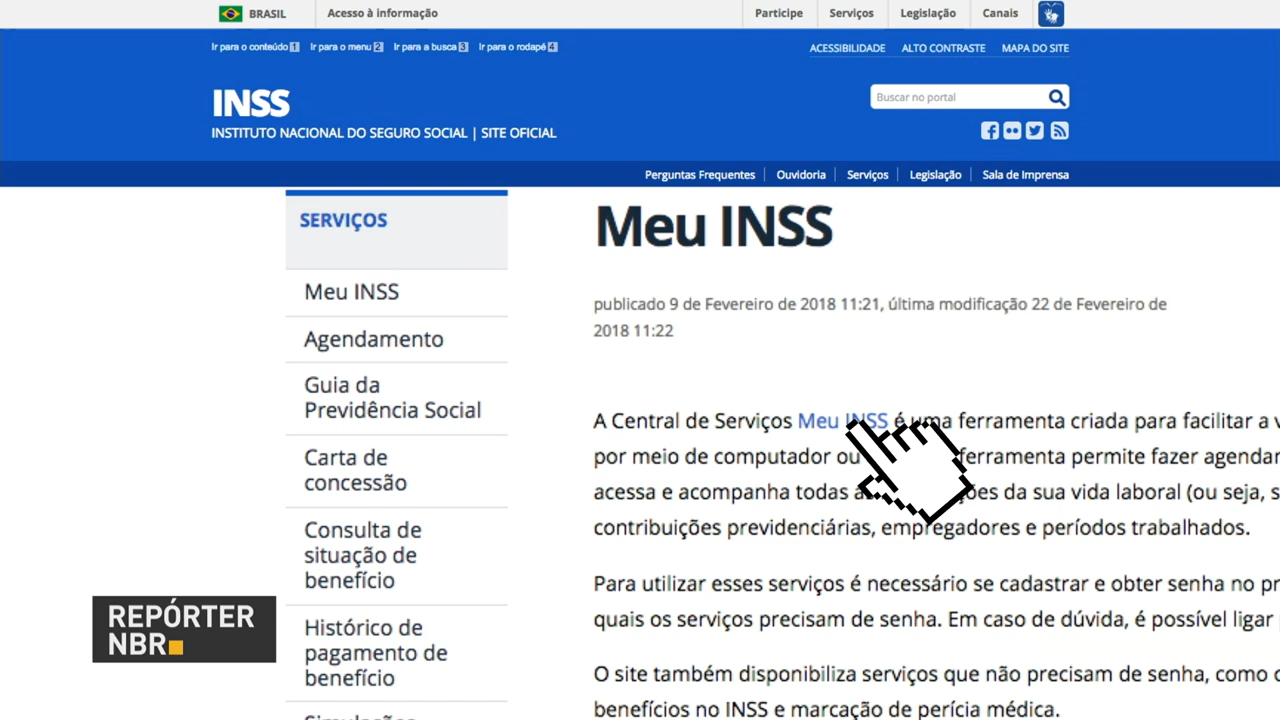 BRASIL
Acesso à informação
Participe
Serviços
Legislação
Canais
Ir para o conteúdo 1
Ir para o menu 2
Ir para a busca 3
Ir para o rodapé 4
ACESSIBILIDADE
ALTO CONTRASTE
MAPA DO SITE
INSS
INSTITUTO NACIONAL DO SEGURO SOCIAL | SITE OFICIAL
Buscar no portal
Perguntas Frequentes
Ouvidoria
Serviços
Legislação
Sala de Imprensa
SERVIÇOS
Meu INSS
Agendamento
Guia da
Previdência Social
Carta de
concessão
Consulta de
situação de
benefício
Histórico de
pagamento de
benefício
Meu INSS
publicado 9 de Fevereiro de 2018 11:21, última modificação 22 de Fevereiro de
2018 11:22
A Central de Serviços Meu INSS é uma ferramenta criada para facilitar a
por meio de computador ou ferramenta permite fazer
acessa e acompanha todas da sua vida laboral (ou seja,
contribuições previdenciárias, empregadores e períodos trabalhados.
Para utilizar esses serviços é necessário se cadastrar e obter senha no
quais os serviços precisam de senha. Em caso de dúvida, é possível ligar
O site também disponibiliza serviços que não precisam de senha, como
benefícios no INSS e marcação de perícia médica.
REPÓRTER
NBR